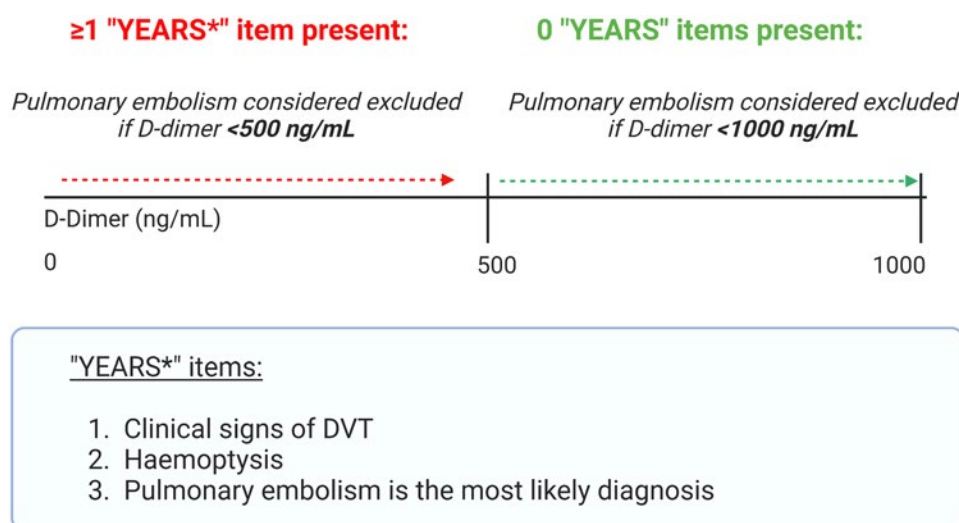 ≥1 "YEARS*" item present:
0 "YEARS" items present:
Pulmonary embolism considered excluded
if D-dimer <500 ng/mL
Pulmonary embolism considered excluded
if D-dimer <1000 ng/mL
D-Dimer (ng/mL)
0
500
1000
"YEARS*" items:
1. Clinical signs of DVT
2. Haemoptysis
3. Pulmonary embolism is the most likely diagnosis